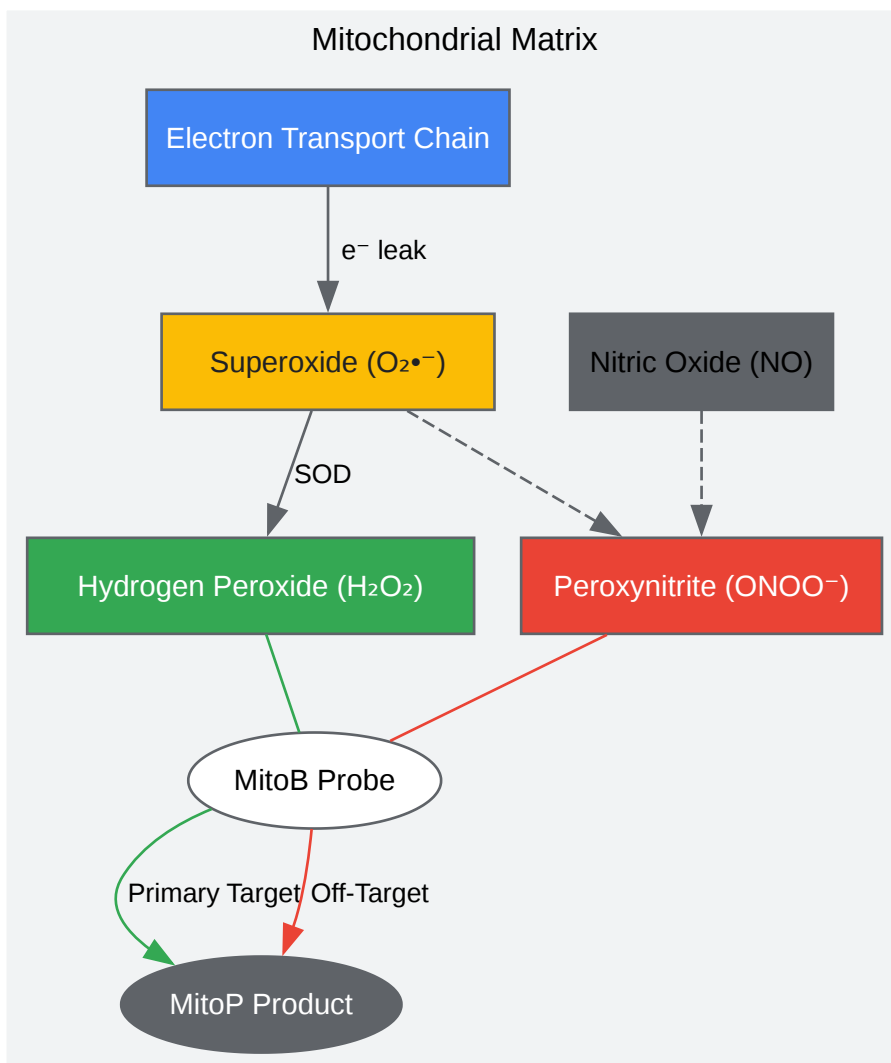 Mitochondrial Matrix
Electron Transport Chain
e⁻ leak
Superoxide (O₂•⁻)
Nitric Oxide (NO)
SOD
Hydrogen Peroxide (H₂O₂)
Peroxynitrite (ONOO⁻)
MitoB Probe
Primary Target
Off-Target
MitoP Product